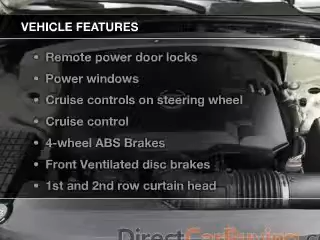 VEHICLE FEATURES
• Remote power door locks
• Power windows
• Cruise controls on steering wheel
• Cruise control
• 4-wheel ABS Brakes
• Front Ventilated disc brakes
• 1st and 2nd row curtain head
DirectCarBuying.c